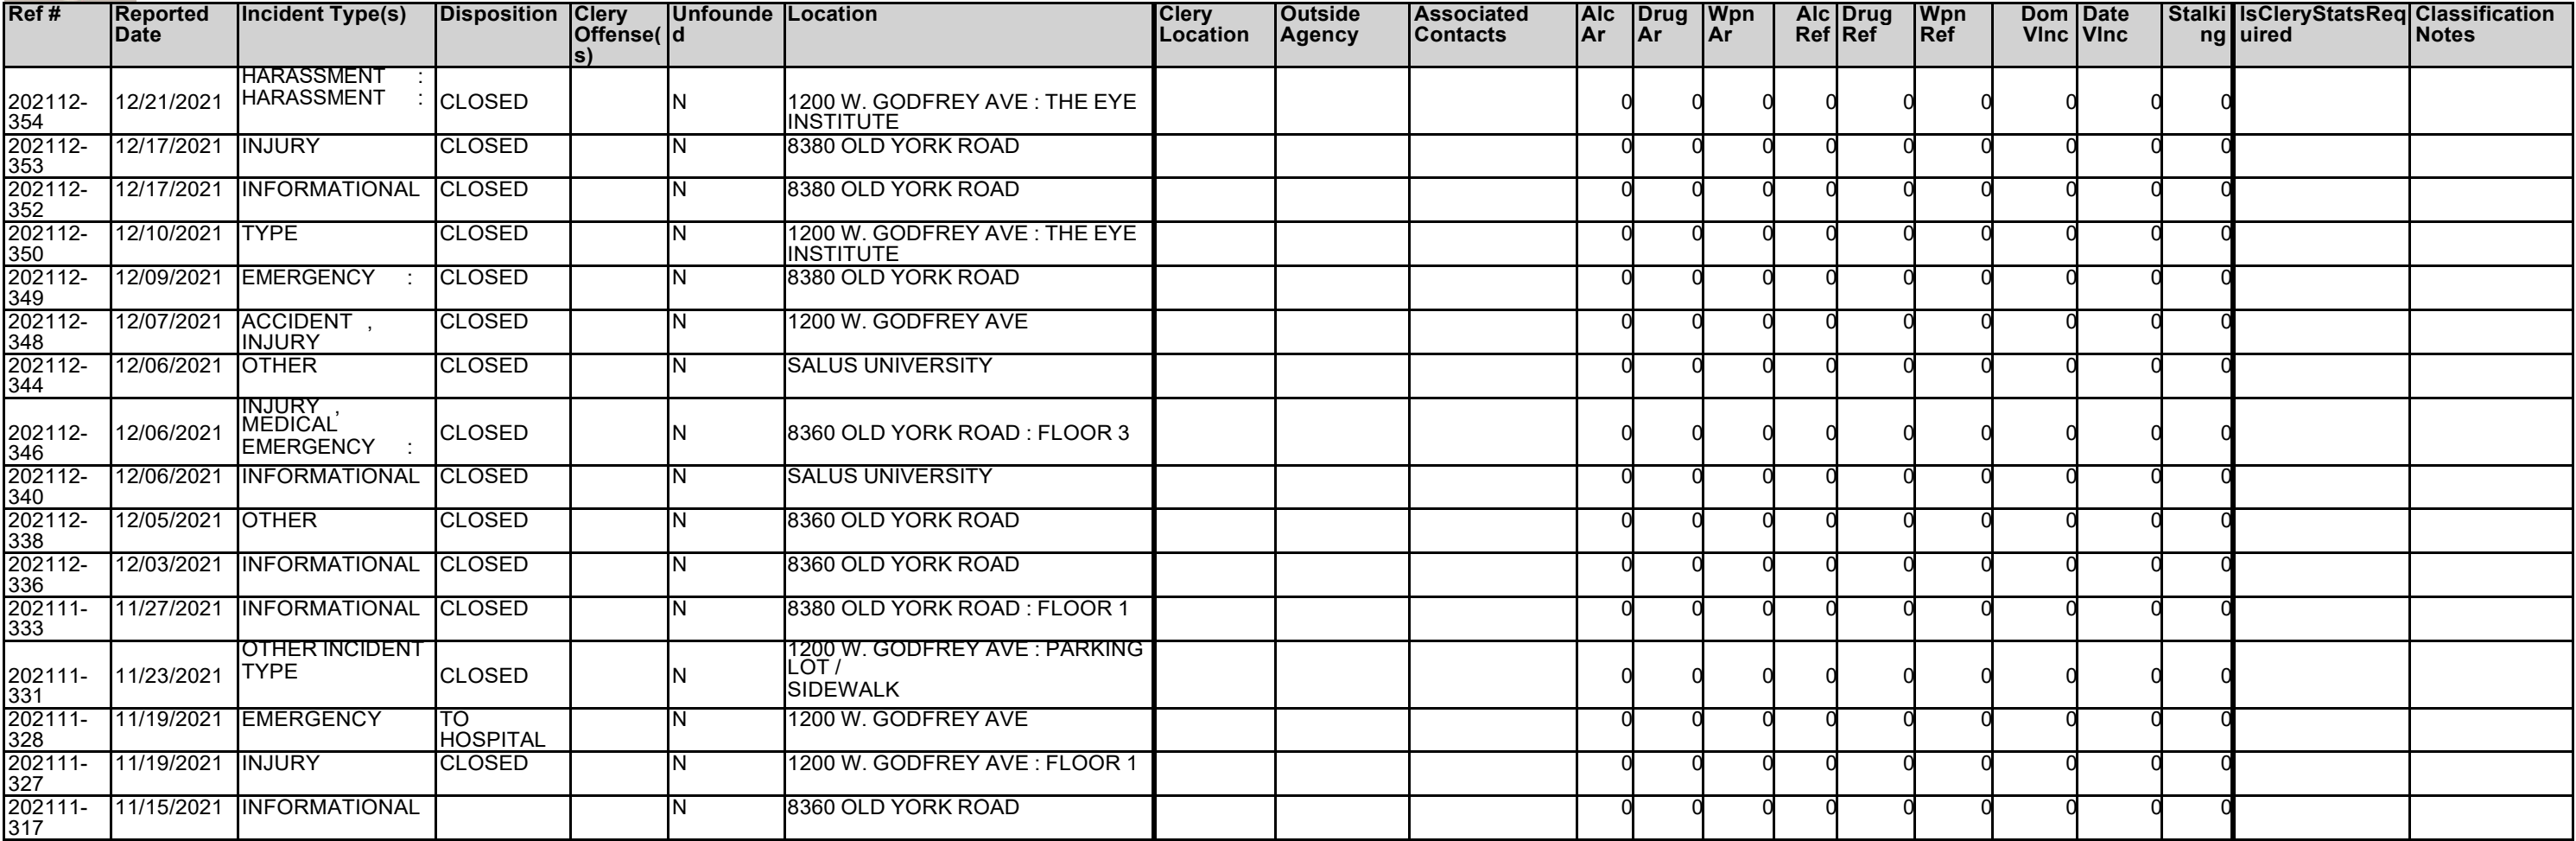 Ref # Reported Date Incident Type(s) Disposition Clery Offense(s) Unfounded Location Clery Location Outside Agency Associated Contacts Alc Ar Drug Ar Wpn Ar Alc Ref Drug Ref Wpn Ref Dom Vlnc Date Vlnc Stalking IsCleryStatsRequired Classification Notes
202112-354 12/21/2021 HARASSMENT : HARASSMENT : CLOSED N 1200 W. GODFREY AVE : THE EYE INSTITUTE 0 0 0 0 0 0 0 0 0
202112-353 12/17/2021 INJURY CLOSED N 8380 OLD YORK ROAD 0 0 0 0 0 0 0 0 0
202112-352 12/17/2021 INFORMATIONAL CLOSED N 8380 OLD YORK ROAD 0 0 0 0 0 0 0 0 0
202112-350 12/10/2021 TYPE CLOSED N 1200 W. GODFREY AVE : THE EYE INSTITUTE 0 0 0 0 0 0 0 0 0
202112-349 12/09/2021 EMERGENCY : CLOSED N 8380 OLD YORK ROAD 0 0 0 0 0 0 0 0 0
202112-348 12/07/2021 ACCIDENT , INJURY CLOSED N 1200 W. GODFREY AVE 0 0 0 0 0 0 0 0 0
202112-344 12/06/2021 OTHER CLOSED N SALUS UNIVERSITY 0 0 0 0 0 0 0 0 0
202112-346 12/06/2021 INJURY , MEDICAL EMERGENCY : CLOSED N 8360 OLD YORK ROAD : FLOOR 3 0 0 0 0 0 0 0 0 0
202112-340 12/06/2021 INFORMATIONAL CLOSED N SALUS UNIVERSITY 0 0 0 0 0 0 0 0 0
202112-338 12/05/2021 OTHER CLOSED N 8360 OLD YORK ROAD 0 0 0 0 0 0 0 0 0
202112-336 12/03/2021 INFORMATIONAL CLOSED N 8360 OLD YORK ROAD 0 0 0 0 0 0 0 0 0
202111-333 11/27/2021 INFORMATIONAL CLOSED N 8380 OLD YORK ROAD : FLOOR 1 0 0 0 0 0 0 0 0 0
202111-331 11/23/2021 OTHER INCIDENT TYPE CLOSED N 1200 W. GODFREY AVE : PARKING LOT / SIDEWALK 0 0 0 0 0 0 0 0 0
202111-328 11/19/2021 EMERGENCY TO HOSPITAL N 1200 W. GODFREY AVE 0 0 0 0 0 0 0 0 0
202111-327 11/19/2021 INJURY CLOSED N 1200 W. GODFREY AVE : FLOOR 1 0 0 0 0 0 0 0 0 0
202111-317 11/15/2021 INFORMATIONAL N 8360 OLD YORK ROAD 0 0 0 0 0 0 0 0 0